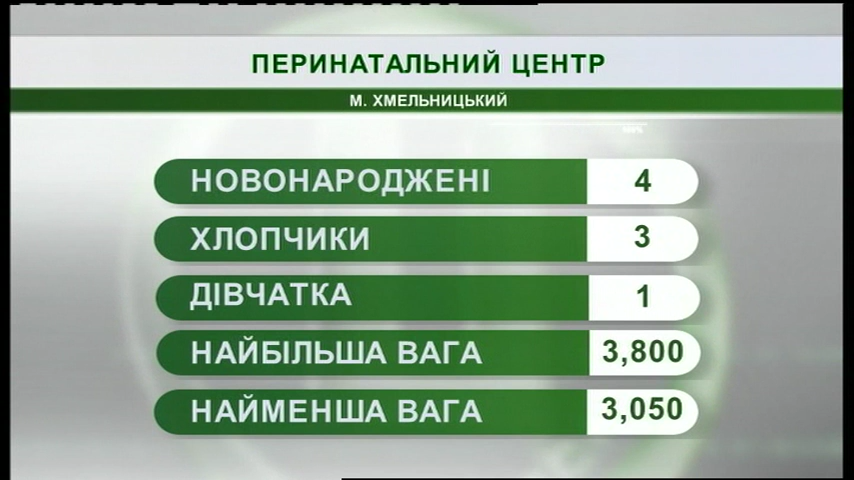 ПЕРИНАТАЛЬНИЙ ЦЕНТР
М. ХМЕЛЬНИЦЬКИЙ
НОВОНАРОДЖЕНІ 4
ХЛОПЧИКИ 3
ДІВЧАТКА 1
НАЙБІЛЬША ВАГА 3,800
НАЙМЕНША ВАГА 3,050